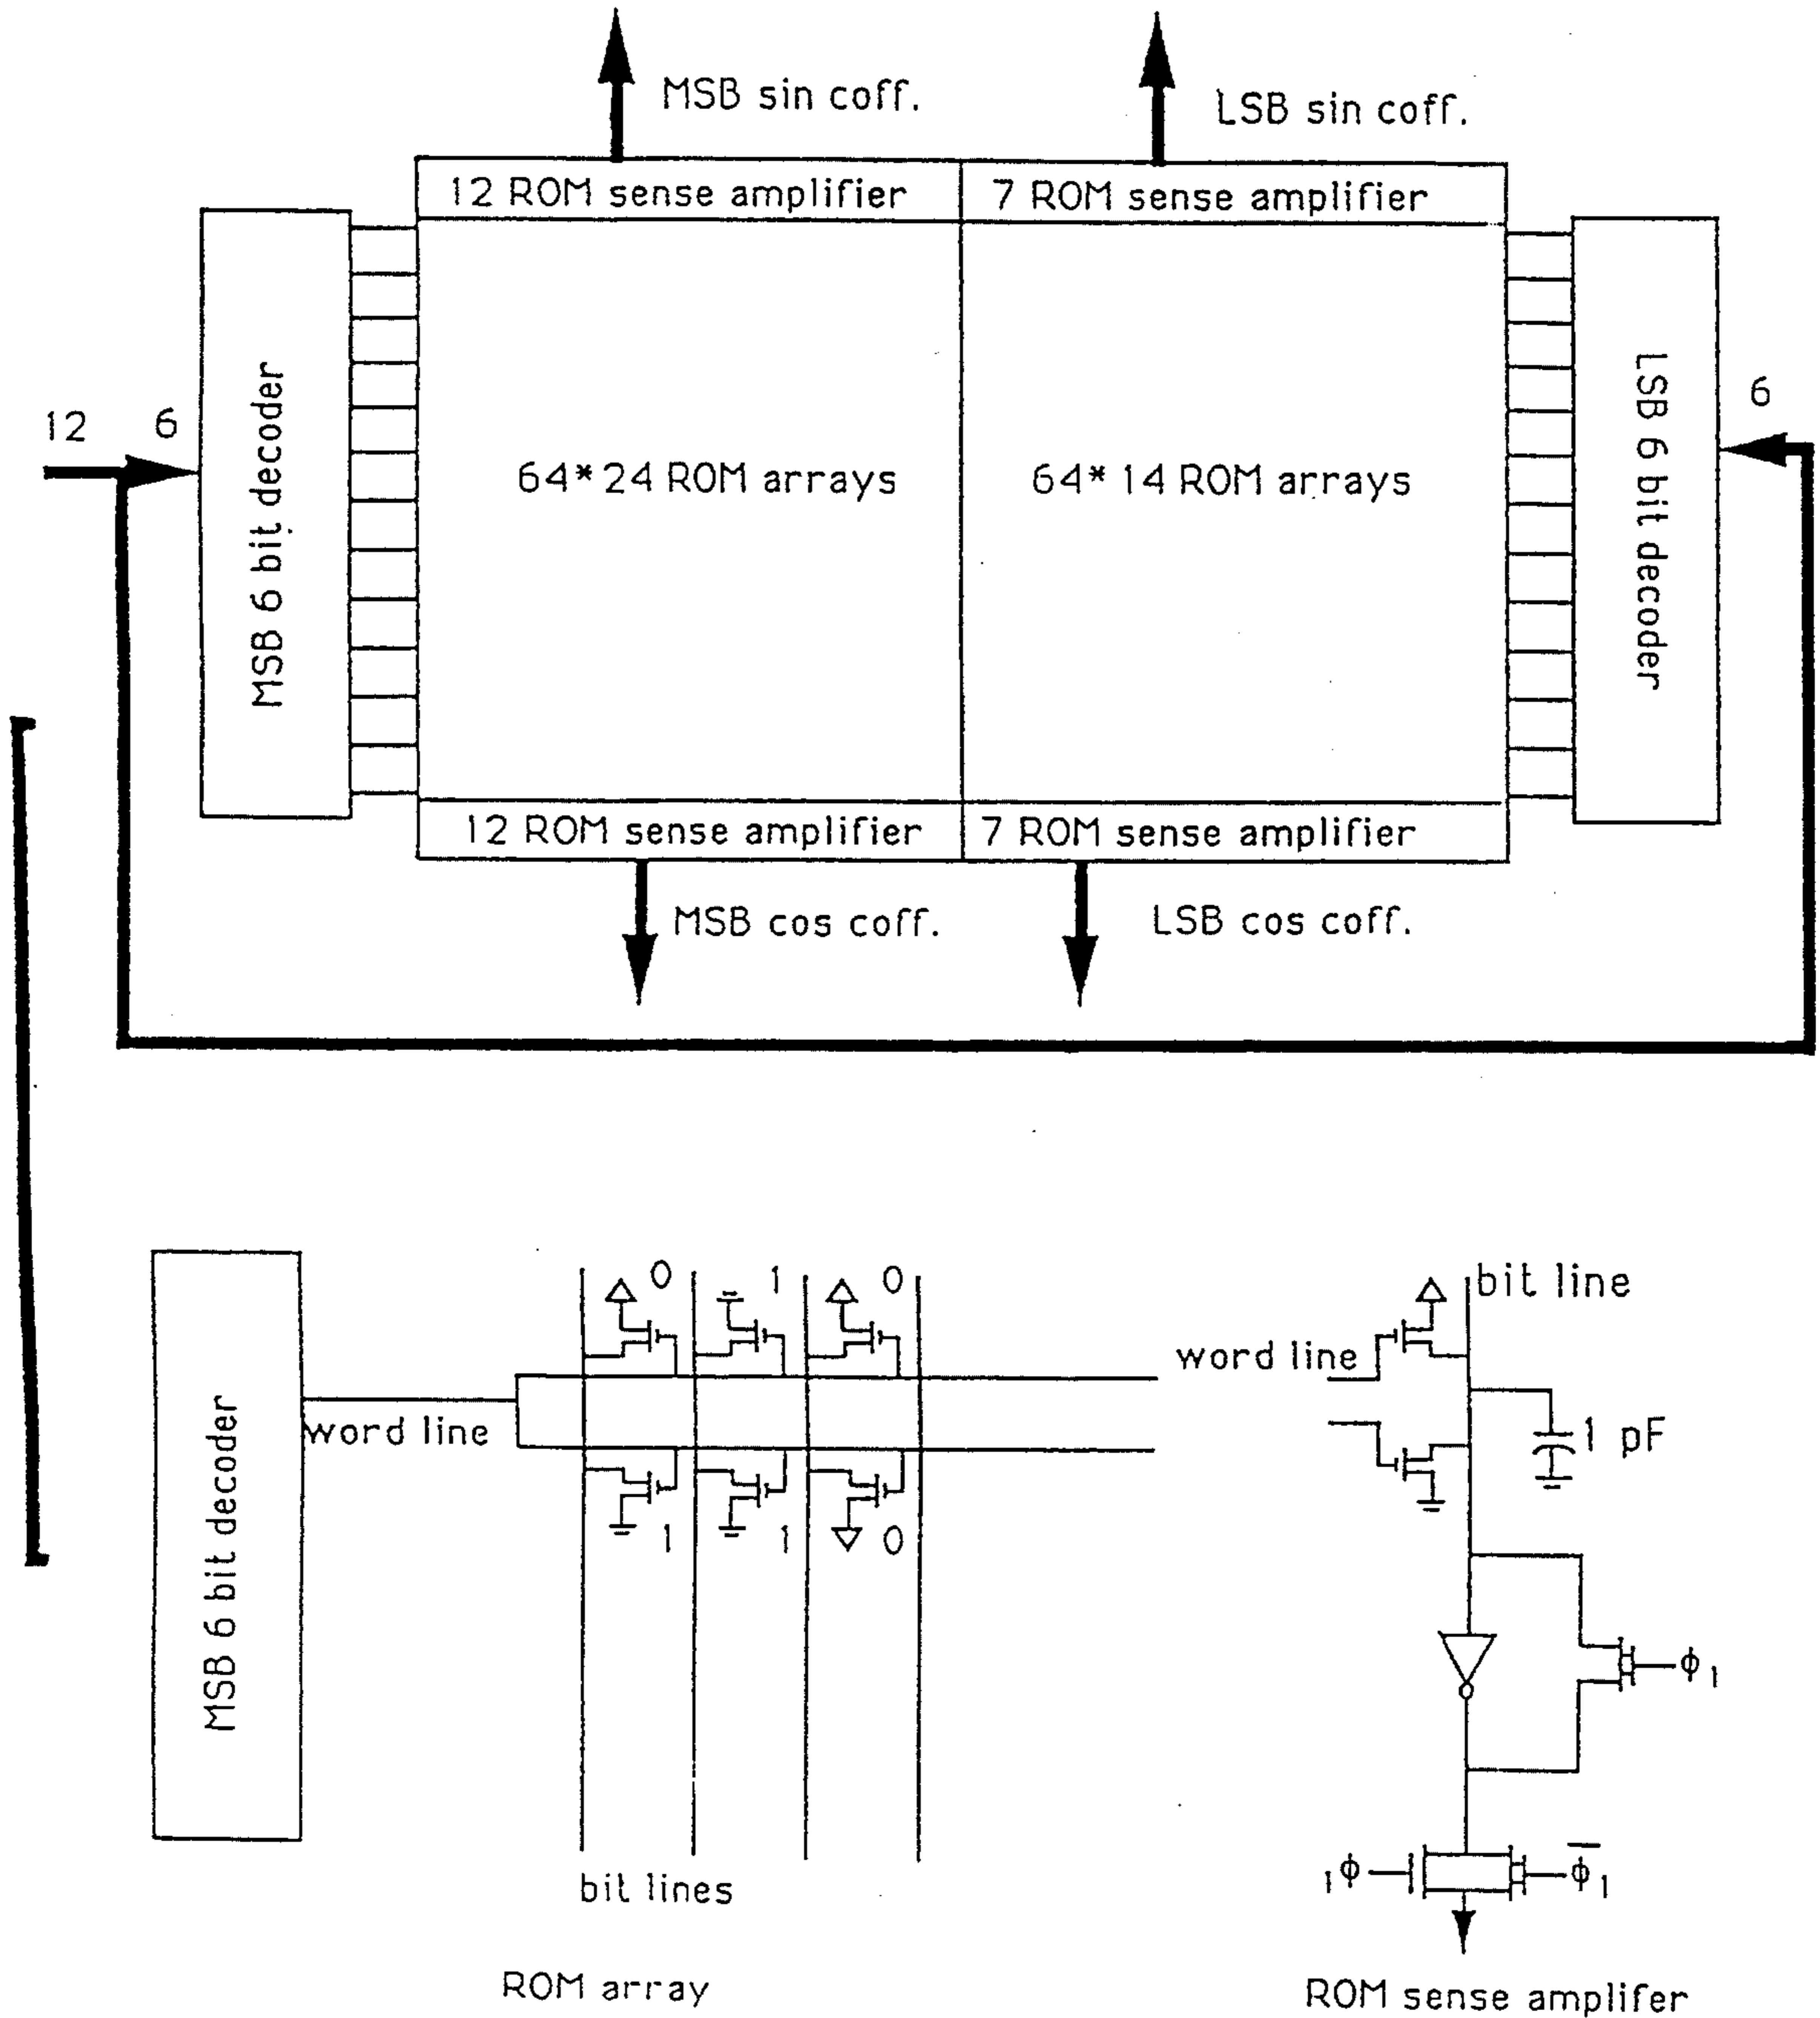 MSB sin coff.
LSB sin coff.
12 ROM sense amplifier
7 ROM sense amplifier
12
6
MSB 6 bit decoder
64* 24 ROM arrays
64* 14 ROM arrays
LSB 6 bit decoder
6
12 ROM sense amplifier
7 ROM sense amplifier
MSB cos coff.
LSB cos coff.
0
1
0
bit line
MSB 6 bit decoder
word line
word line
1 pF
1
1
0
ϕ1
bit lines
1ϕ
ϕ̅1
ROM array
ROM sense amplifer